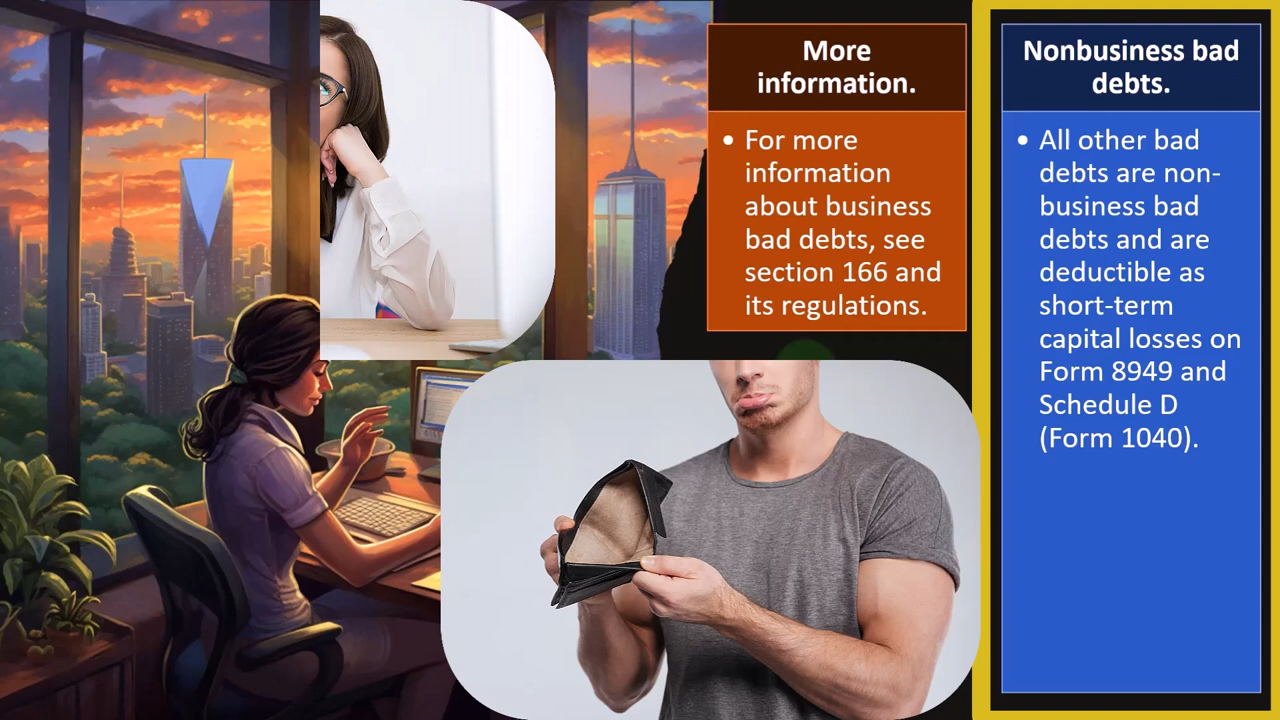 More
information.
• For more
information
about business
bad debts, see
section 166 and
its regulations.
Nonbusiness bad
debts.
• All other bad
debts are non-
business bad
debts and are
deductible as
short-term
capital losses on
Form 8949 and
Schedule D
(Form 1040).